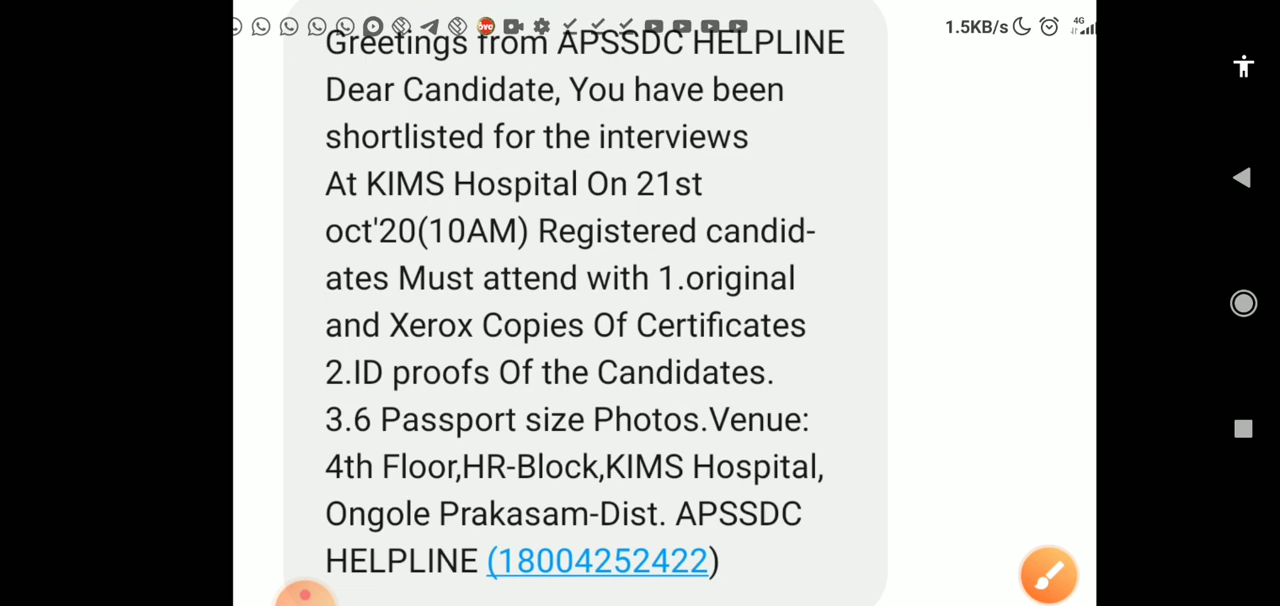 1.5KB/s 4G
Greetings from APSSDC HELPLINE
Dear Candidate, You have been
shortlisted for the interviews
At KIMS Hospital On 21st
oct'20(10AM) Registered candid-
ates Must attend with 1.original
and Xerox Copies Of Certificates
2.ID proofs Of the Candidates.
3.6 Passport size Photos.Venue:
4th Floor,HR-Block,KIMS Hospital,
Ongole Prakasam-Dist. APSSDC
HELPLINE (18004252422)